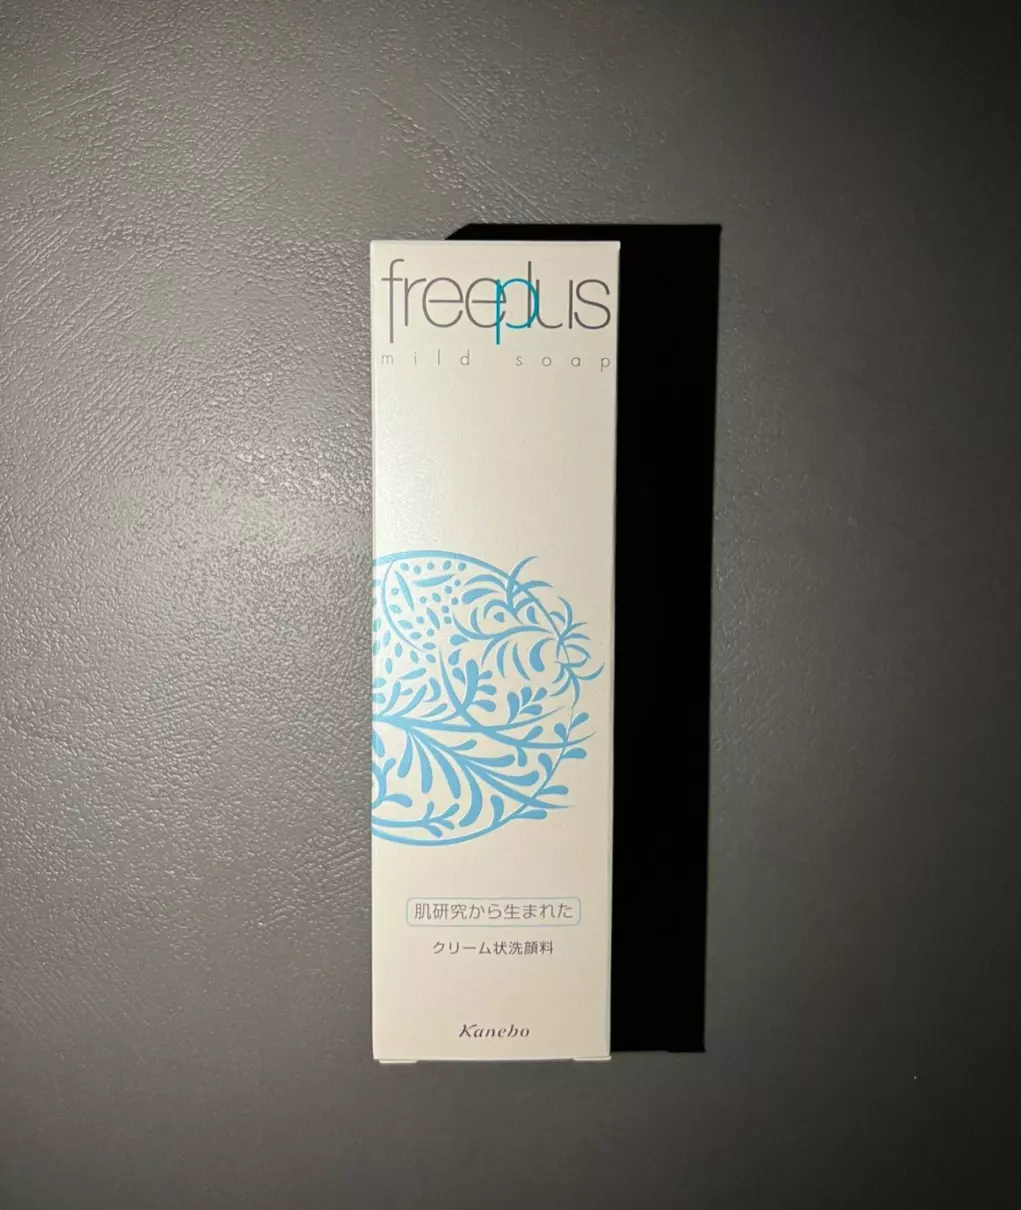 freeplus
mild soap
肌研究から生まれた
クリーム状洗顔料
Kanebo